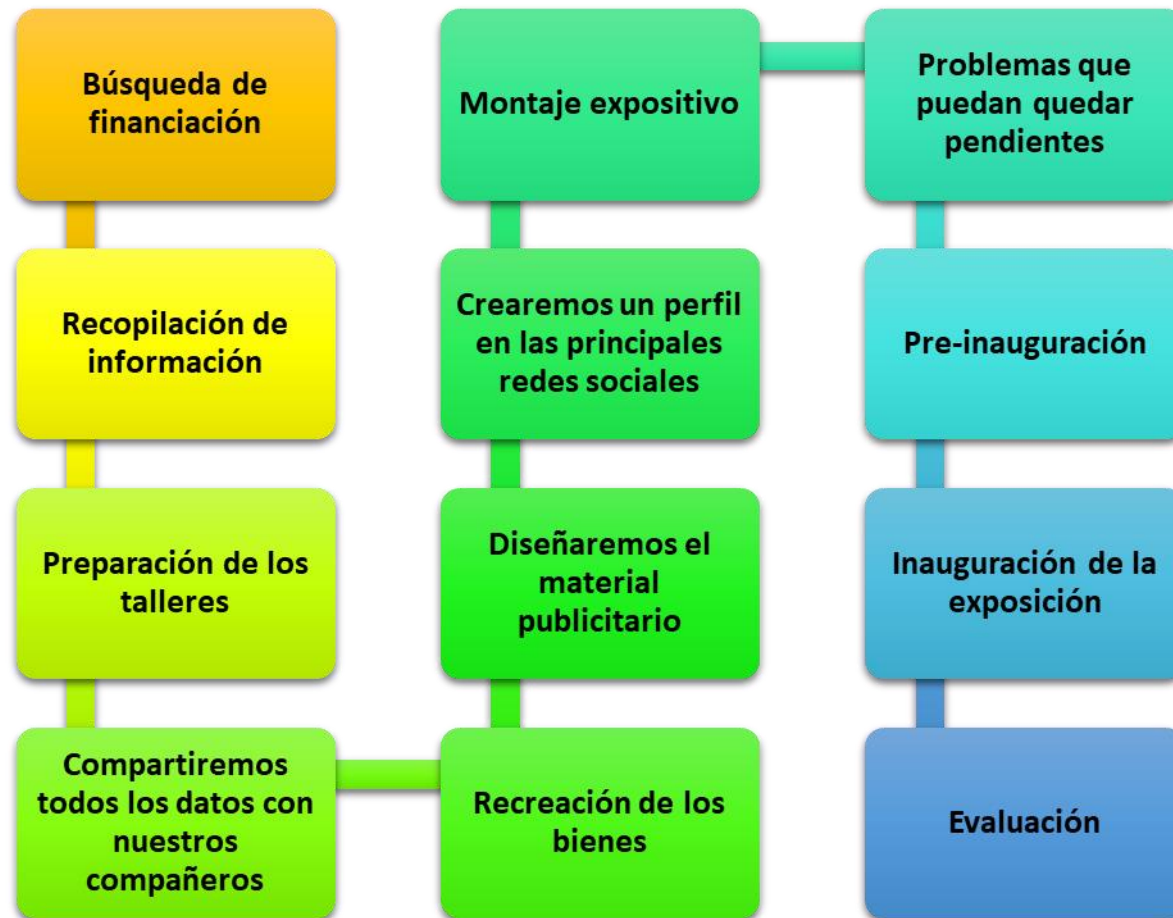 Búsqueda de
financiación
Recopilación de
información
Preparación de los
talleres
Compartiremos
todos los datos con
nuestros
compañeros
Recreación de los
bienes
Diseñaremos el
material
publicitario
Crearemos un perfil
en las principales
redes sociales
Montaje expositivo
Problemas que
puedan quedar
pendientes
Pre-inauguración
Inauguración de la
exposición
Evaluación